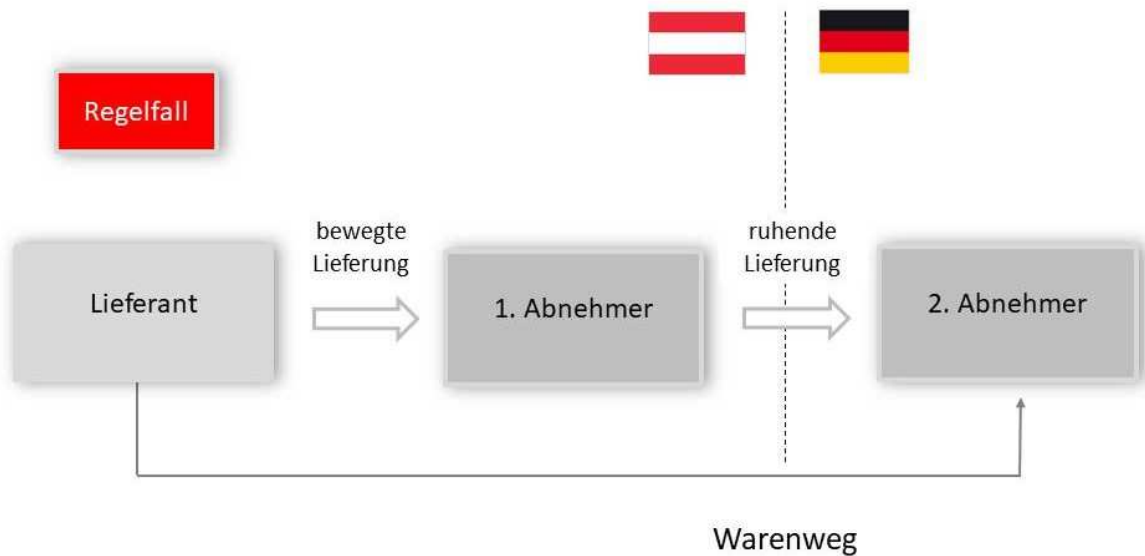 Regelfall
bewegte
Lieferung
ruhende
Lieferung
Lieferant
1. Abnehmer
2. Abnehmer
Warenweg